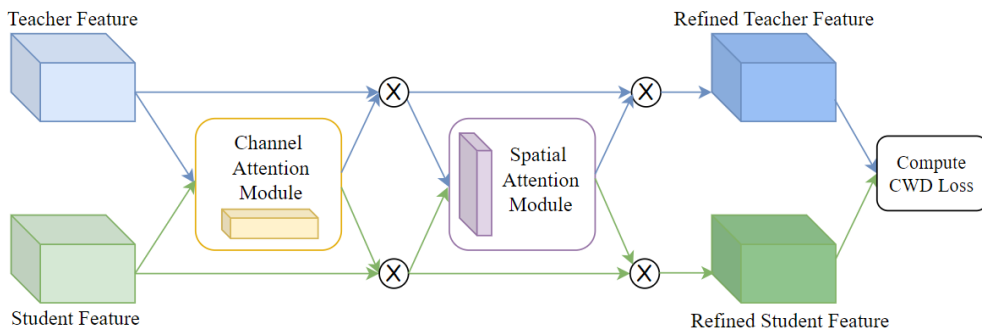 Teacher Feature
Refined Teacher Feature
X
X
Channel
Attention
Module
Spatial
Attention
Module
Compute
CWD Loss
X
X
Student Feature
Refined Student Feature